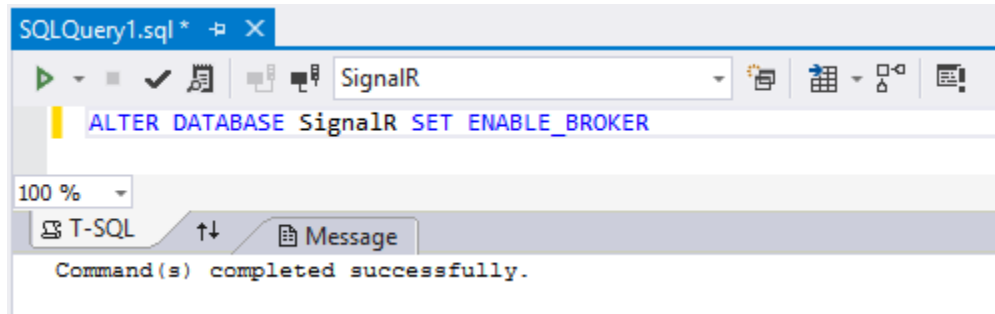 SQLQuery1.sql*
SignalR
ALTER DATABASE SignalR SET ENABLE_BROKER
100 %
T-SQL Message
Command(s) completed successfully.